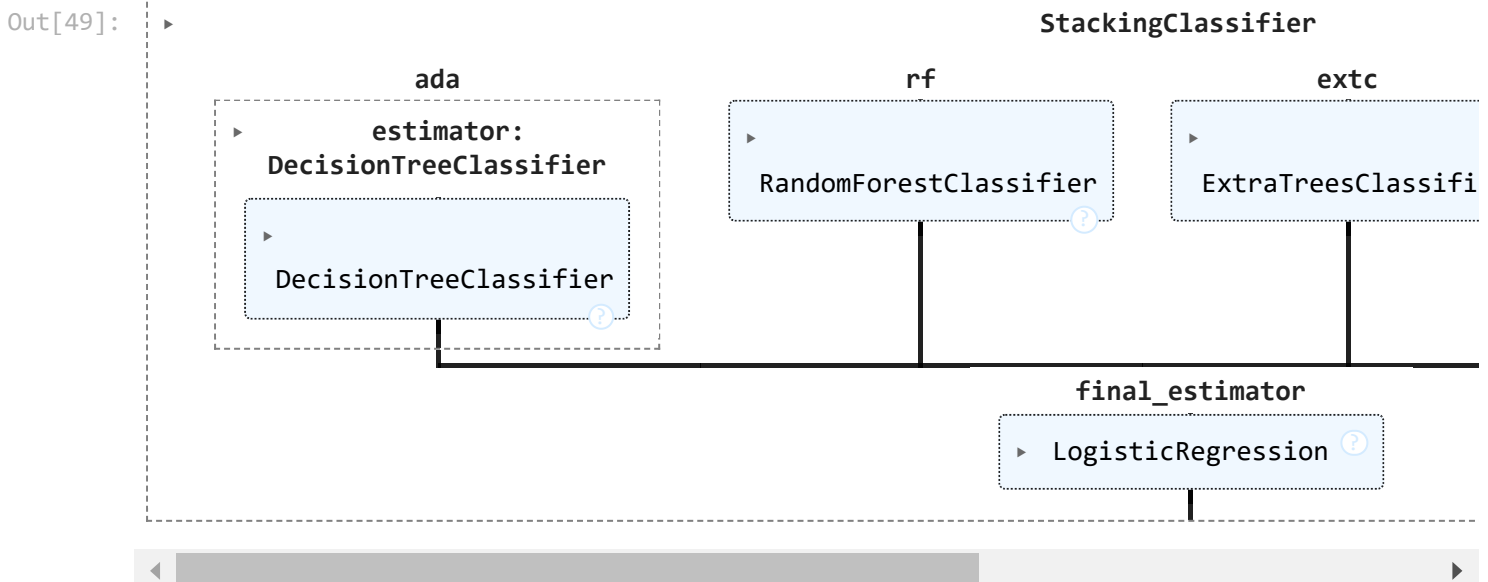 Out[49]:
StackingClassifier
ada
rf
extc
estimator:
DecisionTreeClassifier
RandomForestClassifier
ExtraTreesClassifi
?
DecisionTreeClassifier
?
final_estimator
LogisticRegression ?